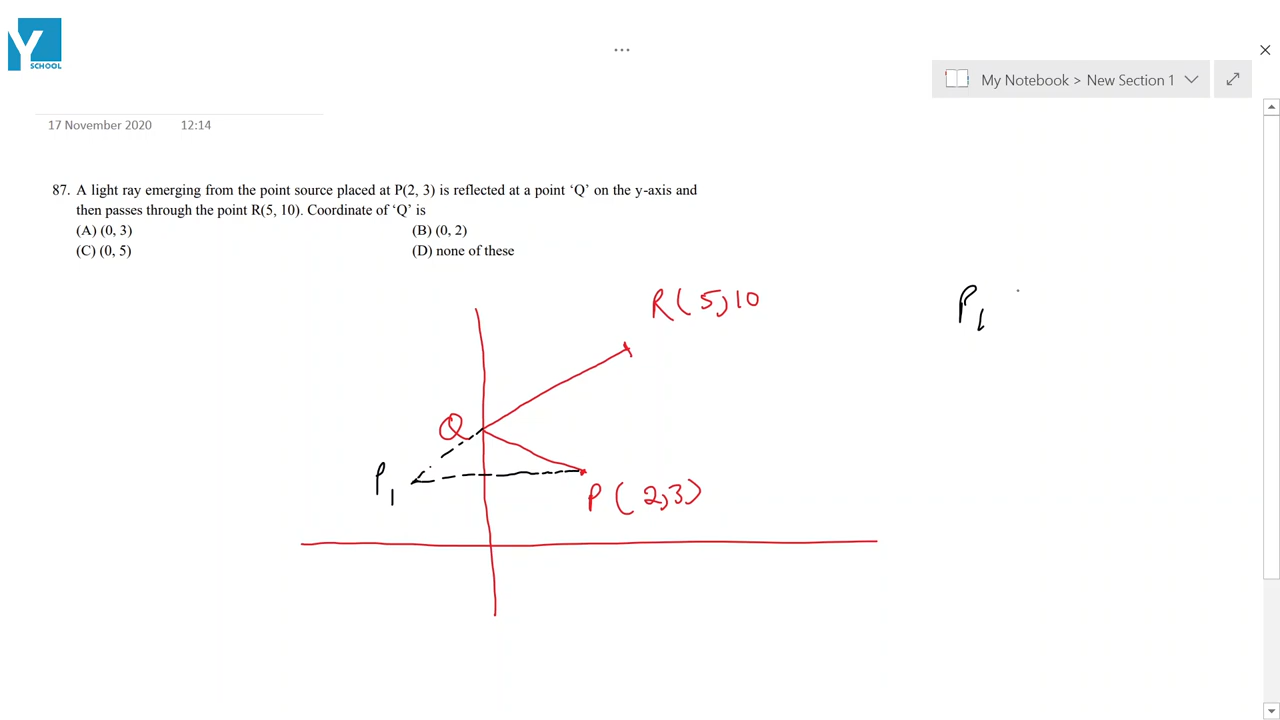 Y
SCHOOL
...
My Notebook > New Section 1
17 November 2020 12:14
87. A light ray emerging from the point source placed at P(2, 3) is reflected at a point ‘Q’ on the y-axis and
then passes through the point R(5, 10). Coordinate of ‘Q’ is
(A) (0, 3) (B) (0, 2)
(C) (0, 5) (D) none of these
R(5,10
P1
Q
P1
P(2,3)